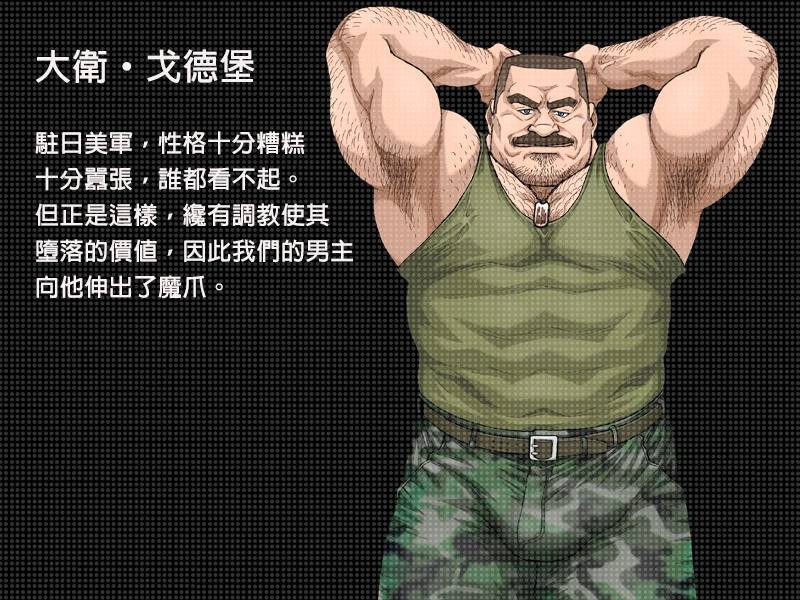 大衛・戈德堡
駐日美軍，性格十分糟糕
十分囂張，誰都看不起。
但正是這樣，纔有調教使其
墮落的價值，因此我們的男主
向他伸出了魔爪。